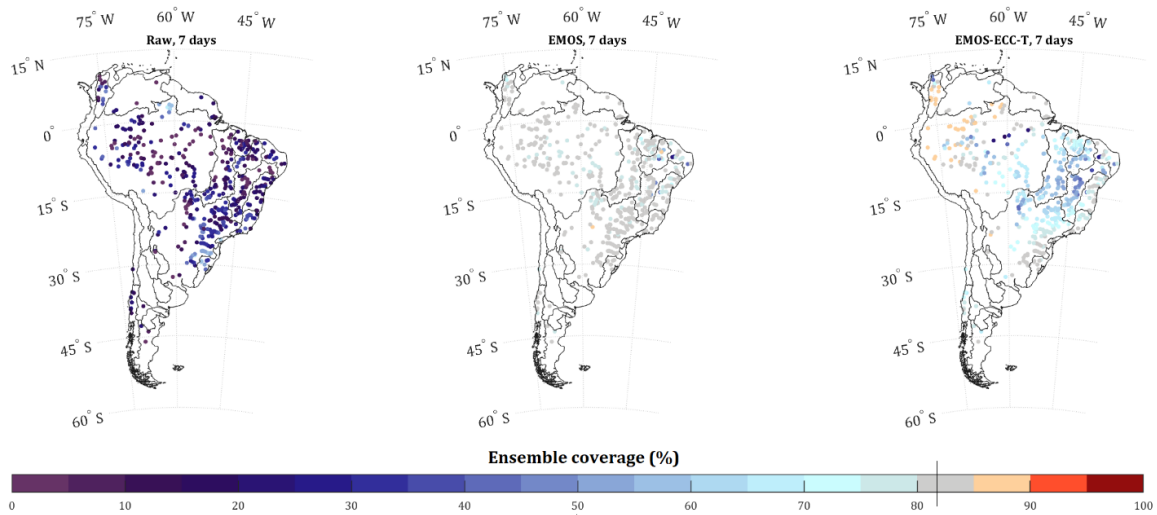 75° W 60° W 45° W
Raw, 7 days
15° N
0°
15° S
30° S
45° S
60° S
75° W 60° W 45° W
EMOS, 7 days
15° N
0°
15° S
30° S
45° S
60° S
75° W 60° W 45° W
EMOS-ECC-T, 7 days
15° N
0°
15° S
30° S
45° S
60° S
Ensemble coverage (%)
0 10 20 30 40 50 60 70 80 90 100